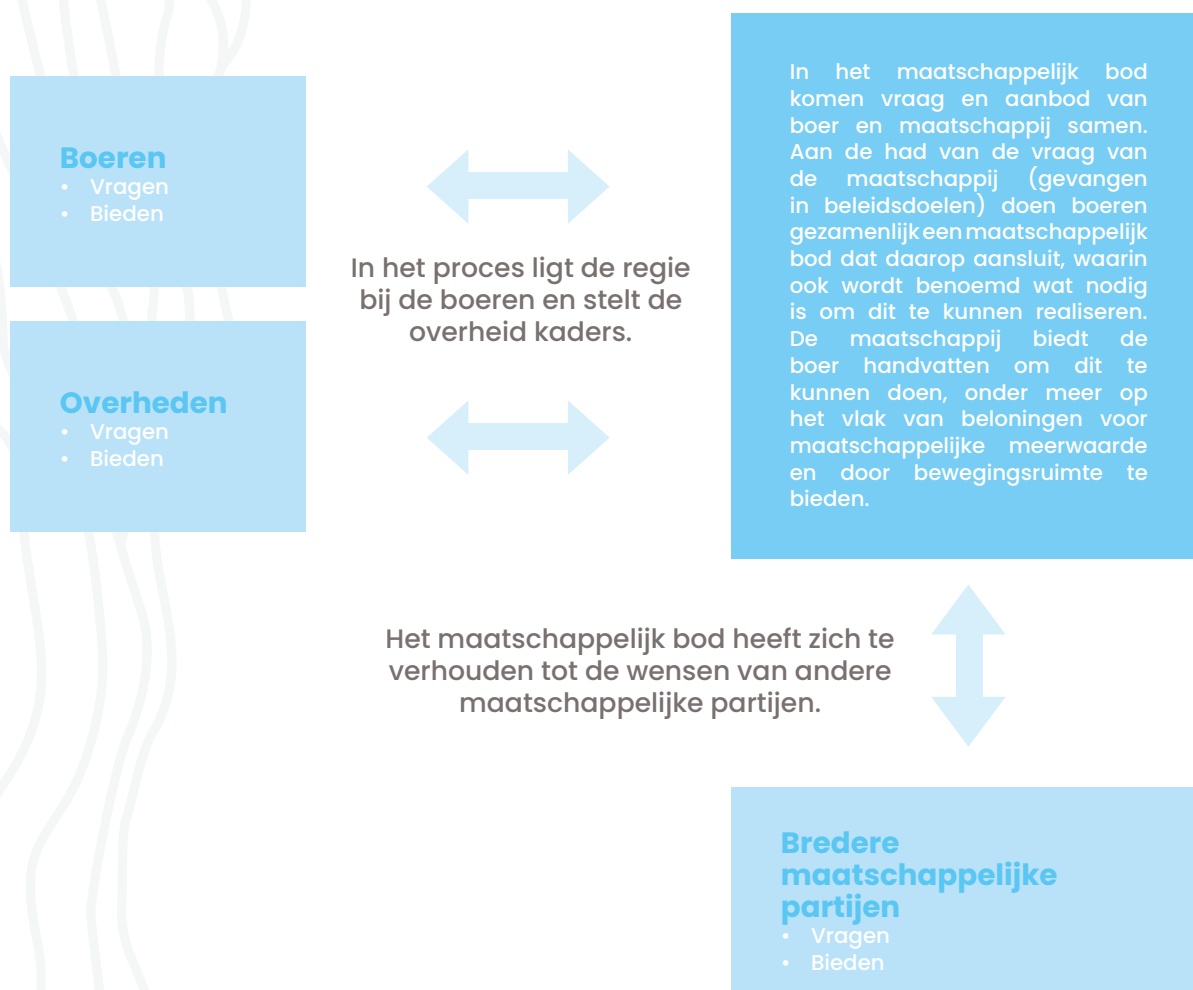 Boeren
• Vragen
• Bieden
Overheden
• Vragen
• Bieden
In het proces ligt de regie
bij de boeren en stelt de
overheid kaders.
In het maatschappelijk bod
komen vraag en aanbod van
boer en maatschappij samen.
Aan de had van de vraag van
de maatschappij (gevangen
in beleidsdoelen) doen boeren
gezamenlijk een maatschappelijk
bod dat daarop aansluit, waarin
ook wordt benoemd wat nodig
is om dit te kunnen realiseren.
De maatschappij biedt de
boer handvatten om dit te
kunnen doen, onder meer op
het vlak van beloningen voor
maatschappelijke meerwaarde
en door bewegingsruimte te
bieden.
Het maatschappelijk bod heeft zich te
verhouden tot de wensen van andere
maatschappelijke partijen.
Bredere
maatschappelijke
partijen
• Vragen
• Bieden